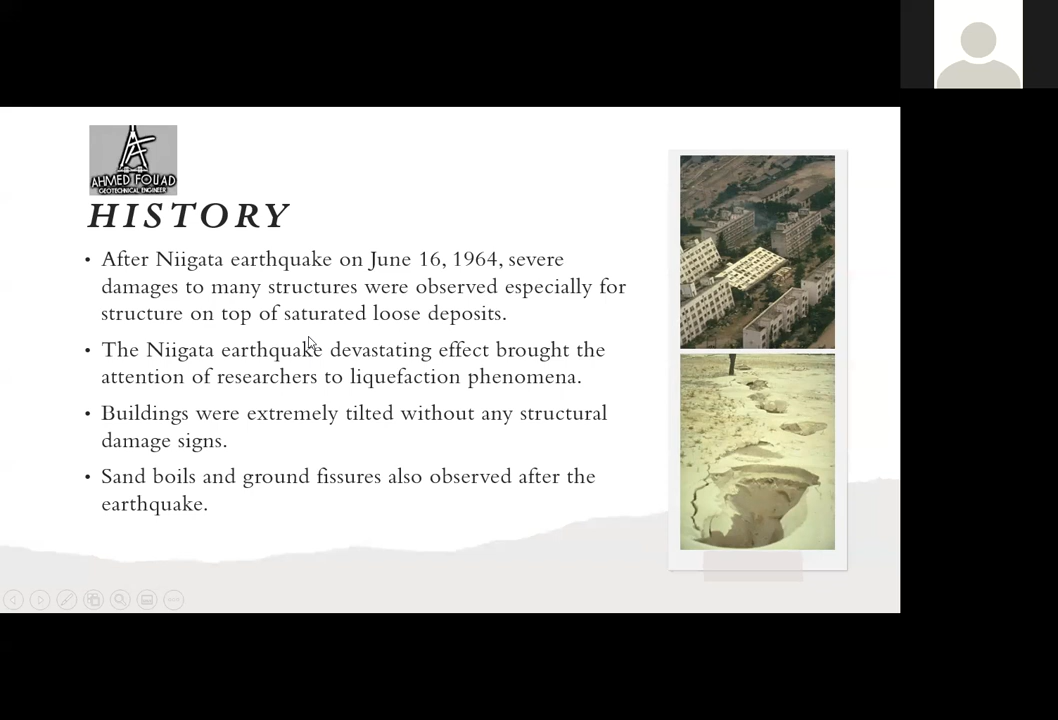 AHMED FOUAD
GEOTECHNICAL ENGINEER
HISTORY
• After Niigata earthquake on June 16, 1964, severe
damages to many structures were observed especially for
structure on top of saturated loose deposits.
• The Niigata earthquake devastating effect brought the
attention of researchers to liquefaction phenomena.
• Buildings were extremely tilted without any structural
damage signs.
• Sand boils and ground fissures also observed after the
earthquake.